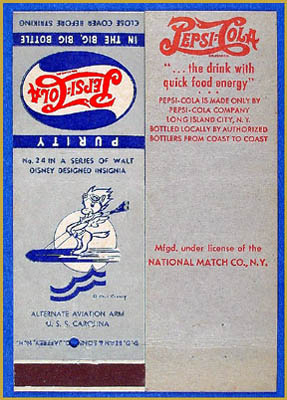 CLOSE COVER BEFORE STRIKING
IN THE BIG, BIG BOTTLE
PEPSI-COLA
PURITY
No. 24 IN A SERIES OF WALT
DISNEY DESIGNED INSIGNIA
ALTERNATE AVIATION ARM
U. S. S. CAROLINA
PEPSI-COLA
"... the drink with
quick food energy"
PEPSI-COLA IS MADE ONLY BY
PEPSI-COLA COMPANY
LONG ISLAND CITY, N.Y.
BOTTLED LOCALLY BY AUTHORIZED
BOTTLERS FROM COAST TO COAST
Mfgd. under license of the
NATIONAL MATCH CO., N.Y.